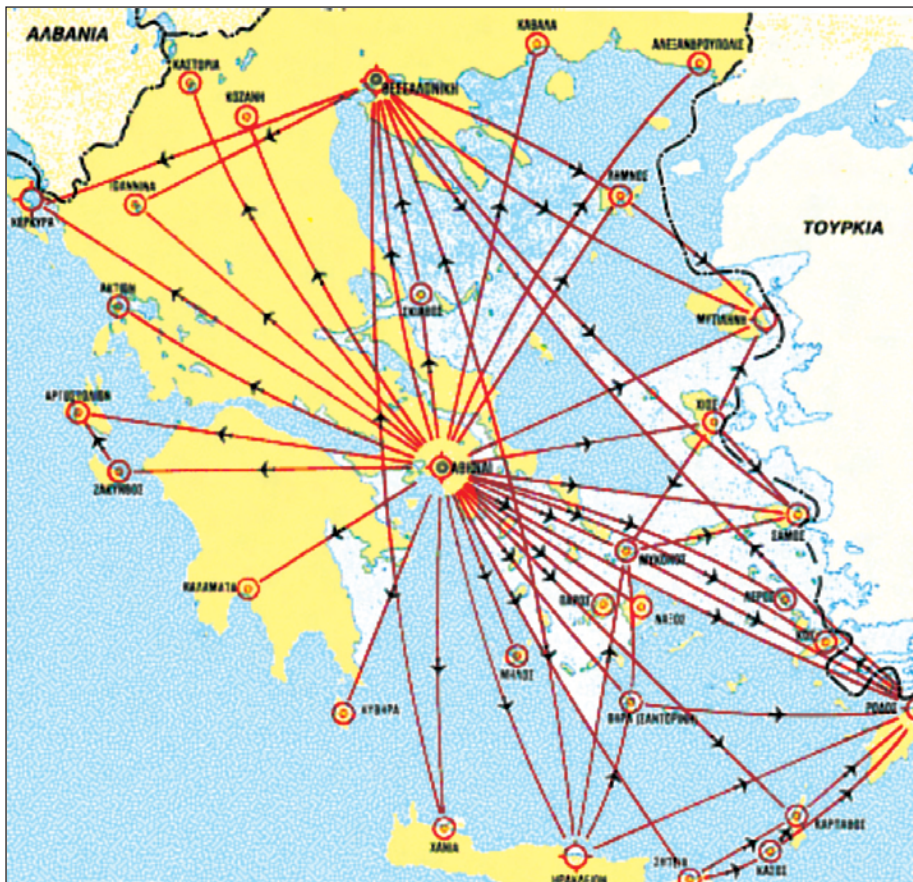 ΑΛΒΑΝΙΑ
ΚΑΒΑΛΑ
ΑΛΕΞΑΝΔΡΟΥΠΟΛΙΣ
ΚΑΣΤΟΡΙΑ
ΘΕΣΣΑΛΟΝΙΚΗ
ΚΟΖΑΝΗ
ΛΗΜΝΟΣ
ΙΩΑΝΝΙΝΑ
ΚΕΡΚΥΡΑ
ΤΟΥΡΚΙΑ
ΑΚΤΙΟΝ
ΣΚΙΑΘΟΣ
ΜΥΤΙΛΗΝΗ
ΑΡΓΟΣΤΟΛΙΟΝ
ΧΙΟΣ
ΑΘΗΝΑΙ
ΖΑΚΥΝΘΟΣ
ΣΑΜΟΣ
ΜΥΚΟΝΟΣ
ΚΑΛΑΜΑΤΑ
ΠΑΡΟΣ
ΝΑΞΟΣ
ΛΕΡΟΣ
ΚΩΣ
ΜΗΛΟΣ
ΚΥΘΗΡΑ
ΘΗΡΑ (ΣΑΝΤΟΡΙΝΗ)
ΡΟΔΟΣ
ΚΑΡΠΑΘΟΣ
ΧΑΝΙΑ
ΚΑΣΟΣ
ΣΗΤΕΙΑ
ΗΡΑΚΛΕΙΟΝ